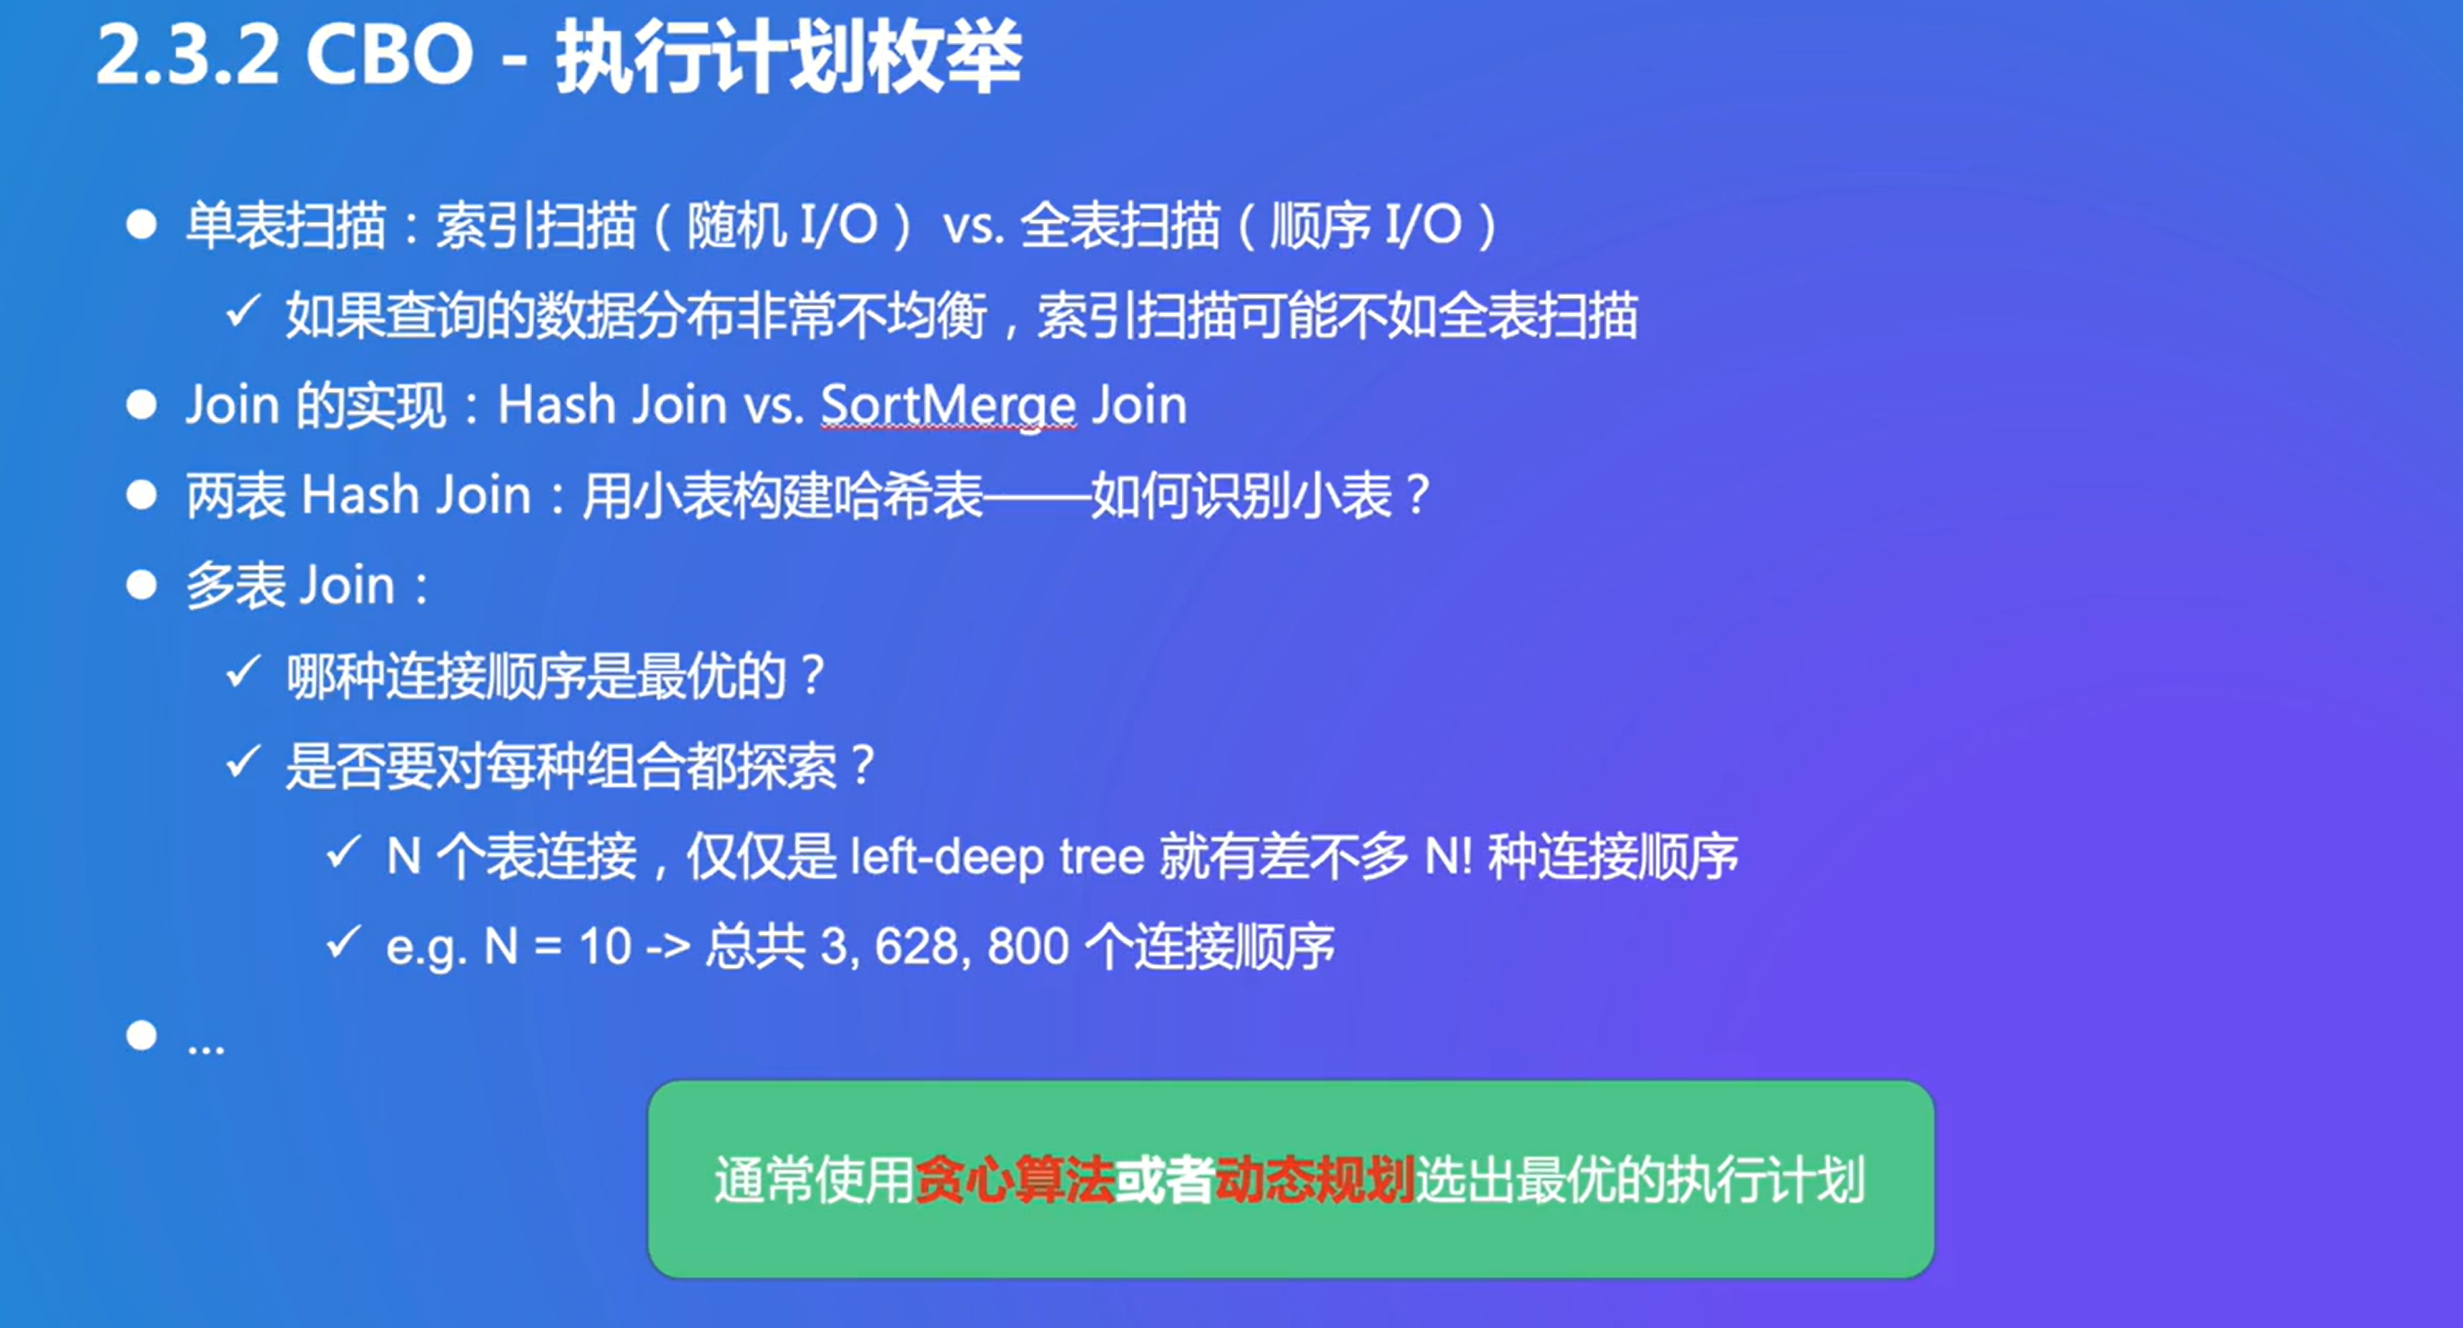 2.3.2 CBO - 执行计划枚举
● 单表扫描：索引扫描（随机 I/O） vs. 全表扫描（顺序 I/O）
✓ 如果查询的数据分布非常不均衡，索引扫描可能不如全表扫描
● Join 的实现：Hash Join vs. SortMerge Join
● 两表 Hash Join：用小表构建哈希表——如何识别小表？
● 多表 Join：
✓ 哪种连接顺序是最优的？
✓ 是否要对每种组合都探索？
✓ N 个表连接，仅仅是 left-deep tree 就有差不多 N! 种连接顺序
✓ e.g. N = 10 -> 总共 3, 628, 800 个连接顺序
● ...
通常使用贪心算法或者动态规划选出最优的执行计划